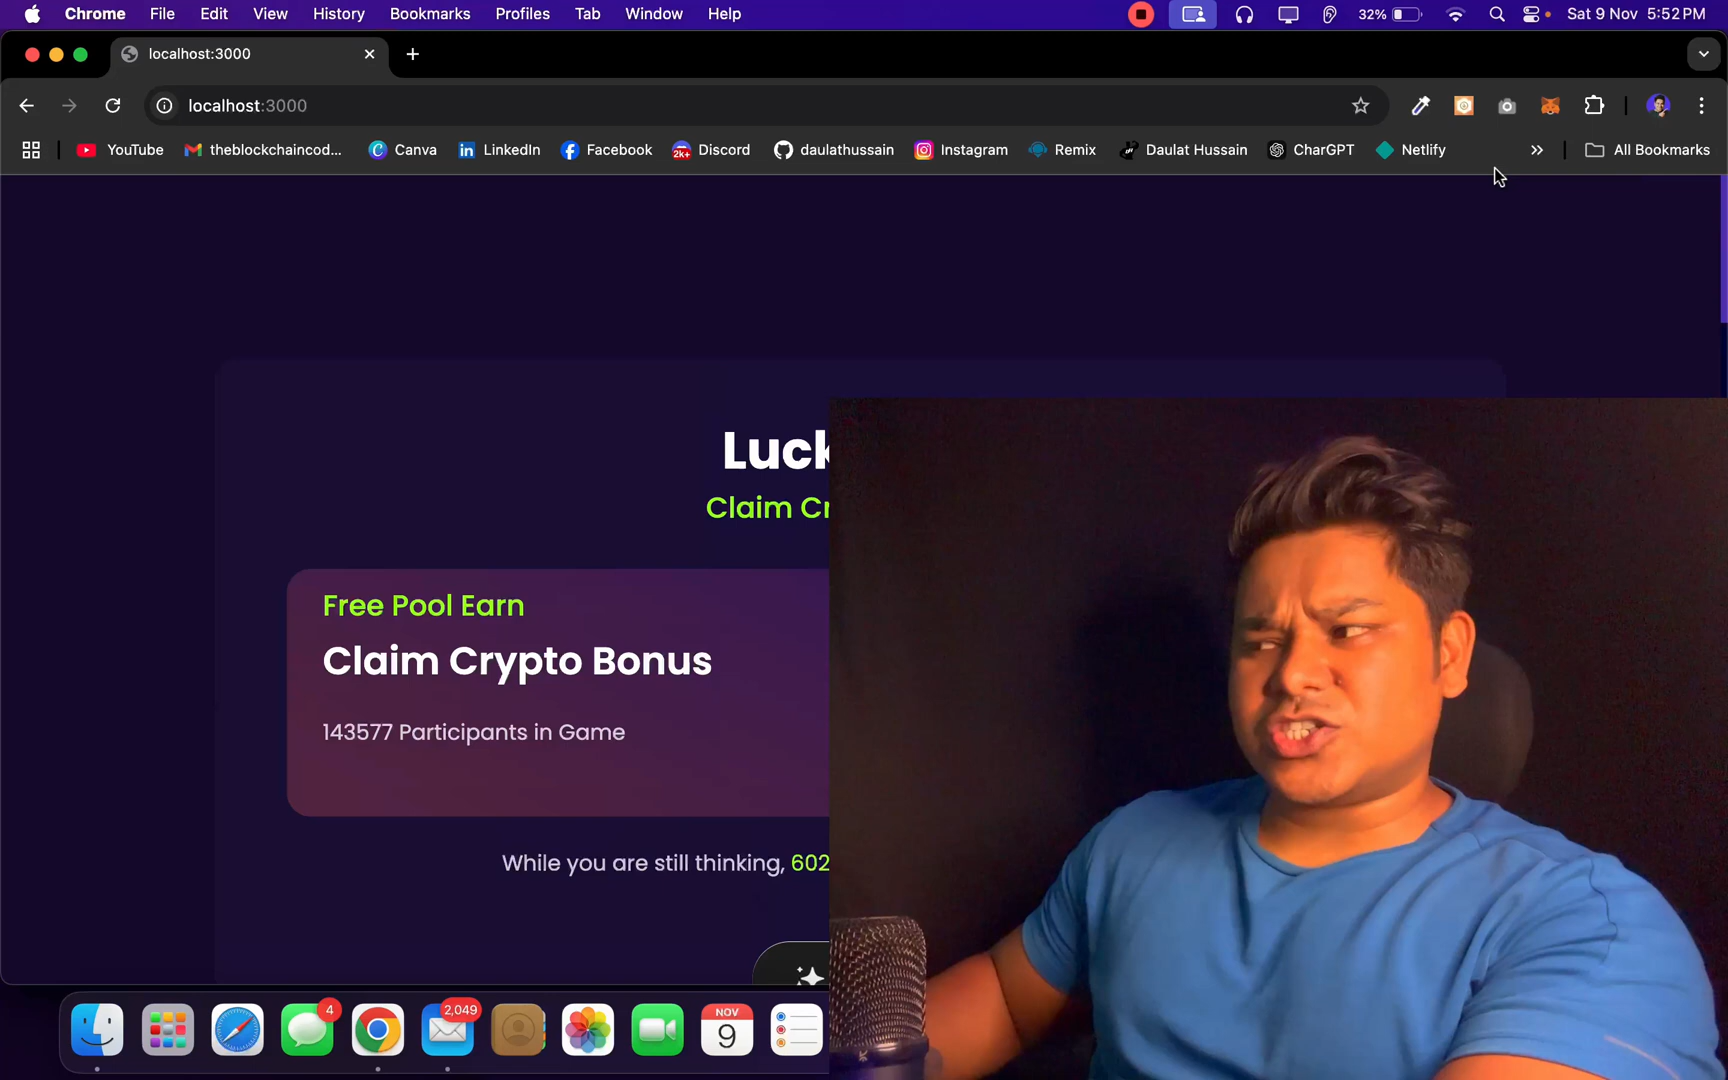 Chrome File Edit View History Bookmarks Profiles Tab Window Help 32% Sat 9 Nov 5:52 PM
localhost:3000
localhost:3000
YouTube theblockchaincod... Canva LinkedIn Facebook 2k+ Discord daulathussain Instagram Remix Daulat Hussain CharGPT Netlify All Bookmarks
Luck
Claim Cr
Free Pool Earn
Claim Crypto Bonus
143577 Participants in Game
While you are still thinking, 602
4 2,049 NOV 9